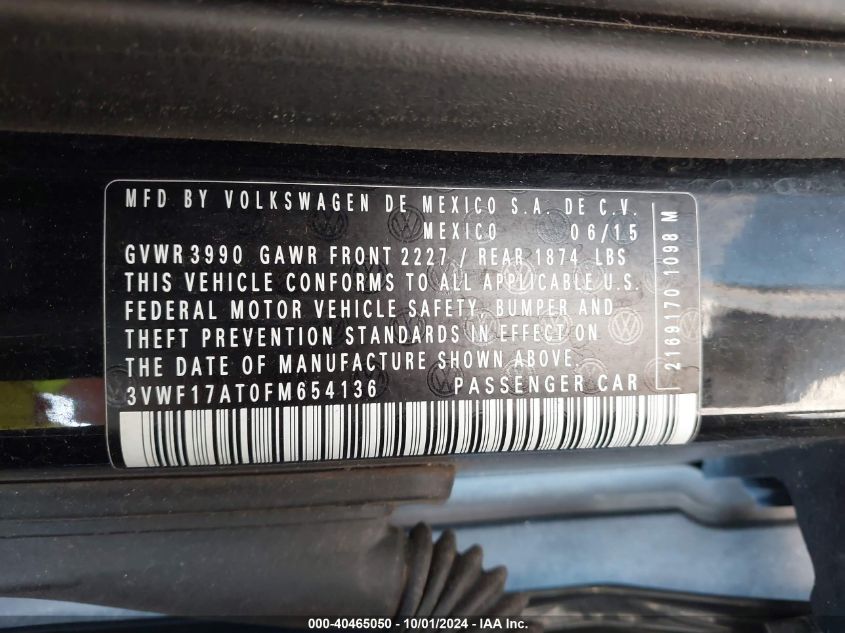 MFD BY VOLKSWAGEN DE MEXICO S.A. DE C.V.
MEXICO 06/15
GVWR 3990 GAWR FRONT 2227 / REAR 1874 LBS
THIS VEHICLE CONFORMS TO ALL APPLICABLE U.S.
FEDERAL MOTOR VEHICLE SAFETY, BUMPER AND
THEFT PREVENTION STANDARDS IN EFFECT ON
THE DATE OF MANUFACTURE SHOWN ABOVE.
3VWF17AT0FM654136 PASSENGER CAR
2169170 1098 M
000-40465050 - 10/01/2024 - IAA Inc.